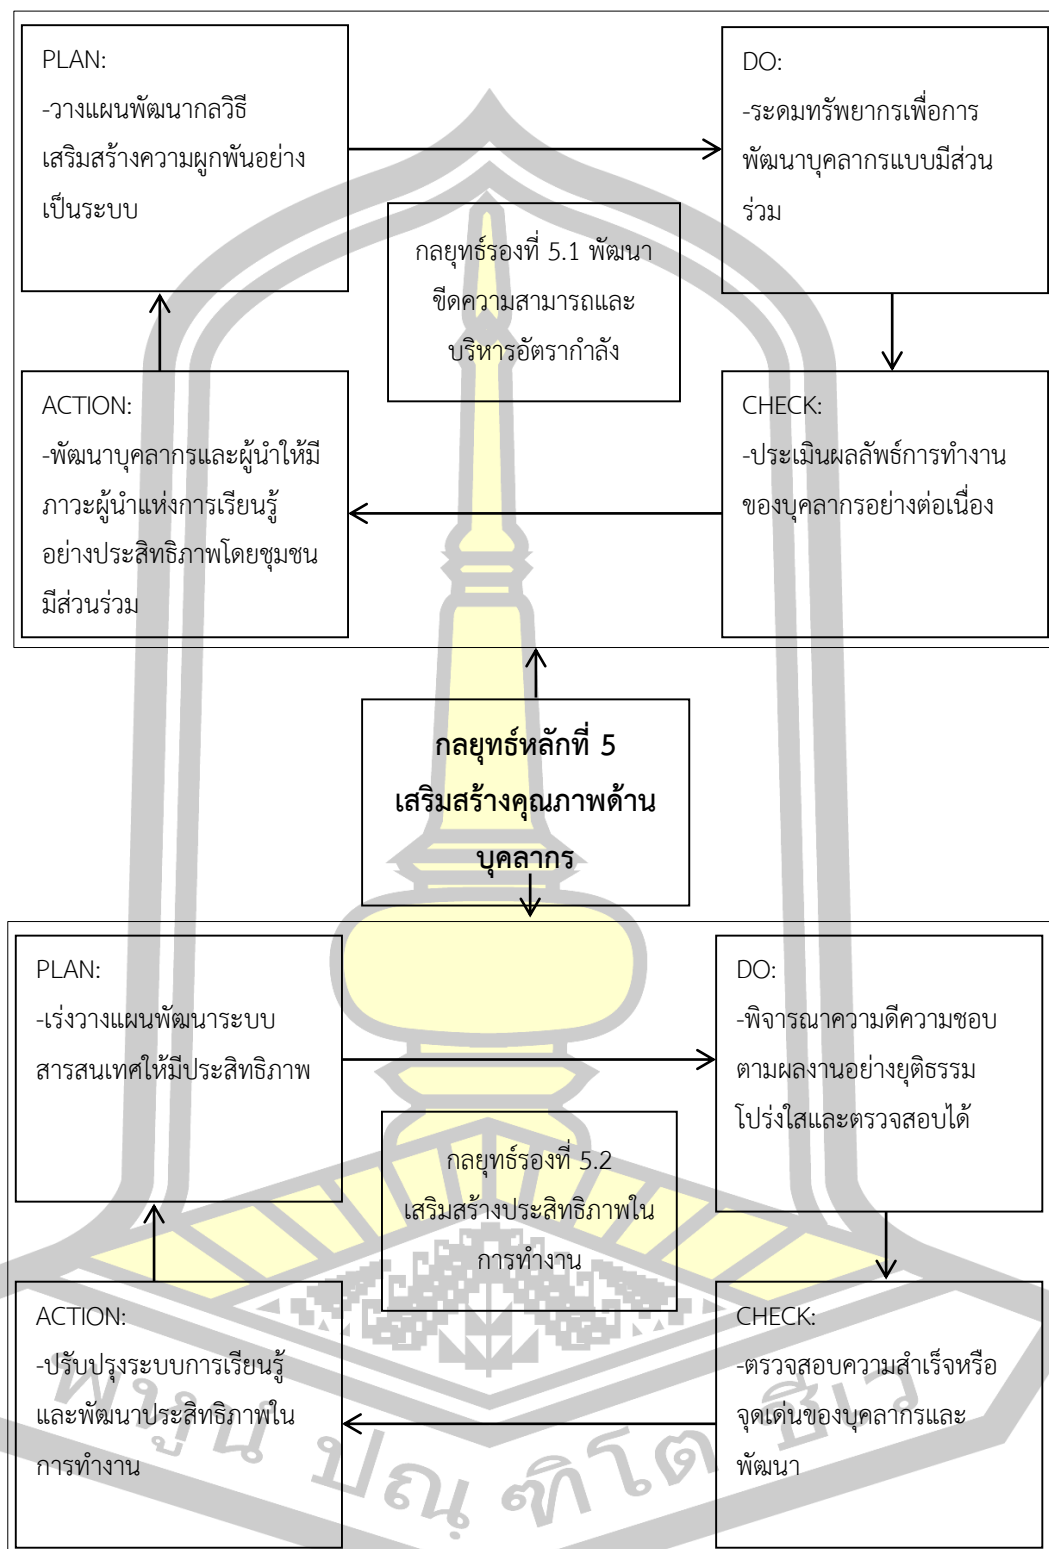 PLAN:
-วางแผนพัฒนากลวิธี
เสริมสร้างความผูกพันอย่าง
เป็นระบบ
DO:
-ระดมทรัพยากรเพื่อการ
พัฒนาบุคลากรแบบมีส่วน
ร่วม
กลยุทธ์รองที่ 5.1 พัฒนา
ขีดความสามารถและ
บริหารอัตรากำลัง
ACTION:
-พัฒนาบุคลากรและผู้นำให้มี
ภาวะผู้นำแห่งการเรียนรู้
อย่างประสิทธิภาพโดยชุมชน
มีส่วนร่วม
CHECK:
-ประเมินผลลัพธ์การทำงาน
ของบุคลากรอย่างต่อเนื่อง
กลยุทธ์หลักที่ 5
เสริมสร้างคุณภาพด้าน
บุคลากร
PLAN:
-เร่งวางแผนพัฒนาระบบ
สารสนเทศให้มีประสิทธิภาพ
DO:
-พิจารณาความดีความชอบ
ตามผลงานอย่างยุติธรรม
โปร่งใสและตรวจสอบได้
กลยุทธ์รองที่ 5.2
เสริมสร้างประสิทธิภาพใน
การทำงาน
ACTION:
-ปรับปรุงระบบการเรียนรู้
และพัฒนาประสิทธิภาพใน
การทำงาน
CHECK:
-ตรวจสอบความสำเร็จหรือ
จุดเด่นของบุคลากรและ
พัฒนา
พหูนํ ปณฺฑิโต ชีเว